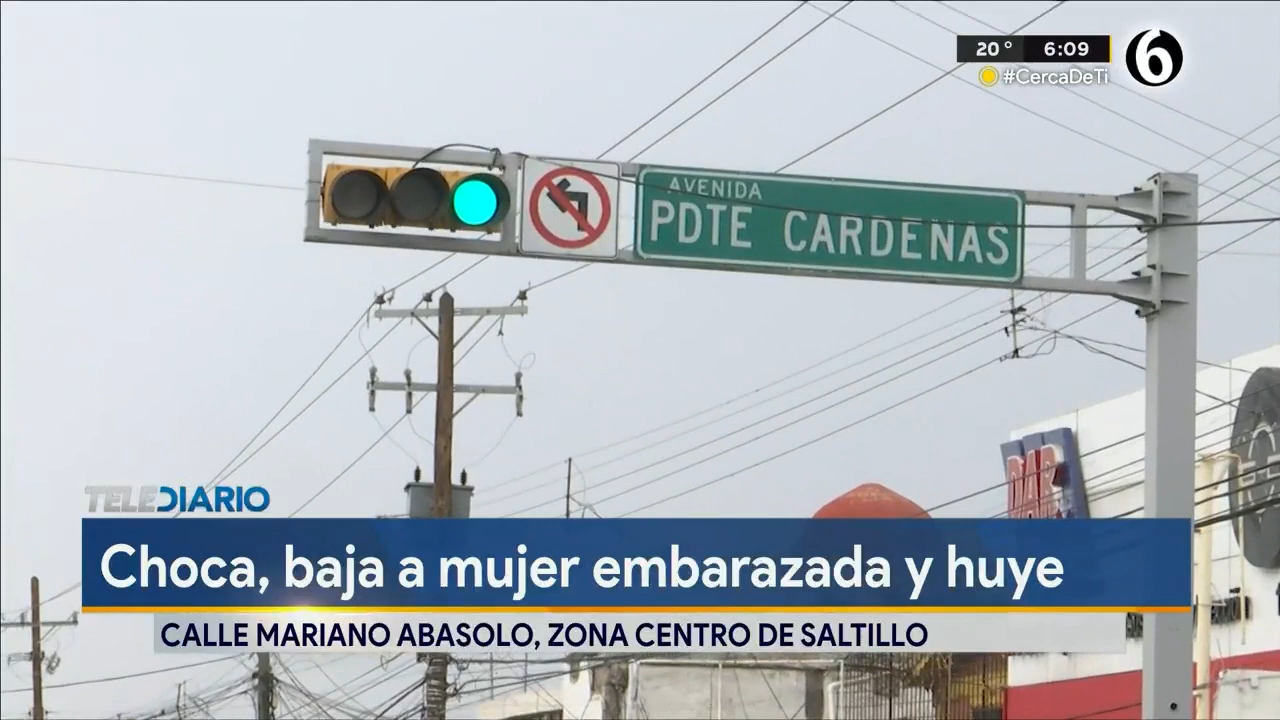 20° 6:09
6
#CercaDeTi
AVENIDA
PDTE CARDENAS
TELEDIARIO
Choca, baja a mujer embarazada y huye
CALLE MARIANO ABASOLO, ZONA CENTRO DE SALTILLO